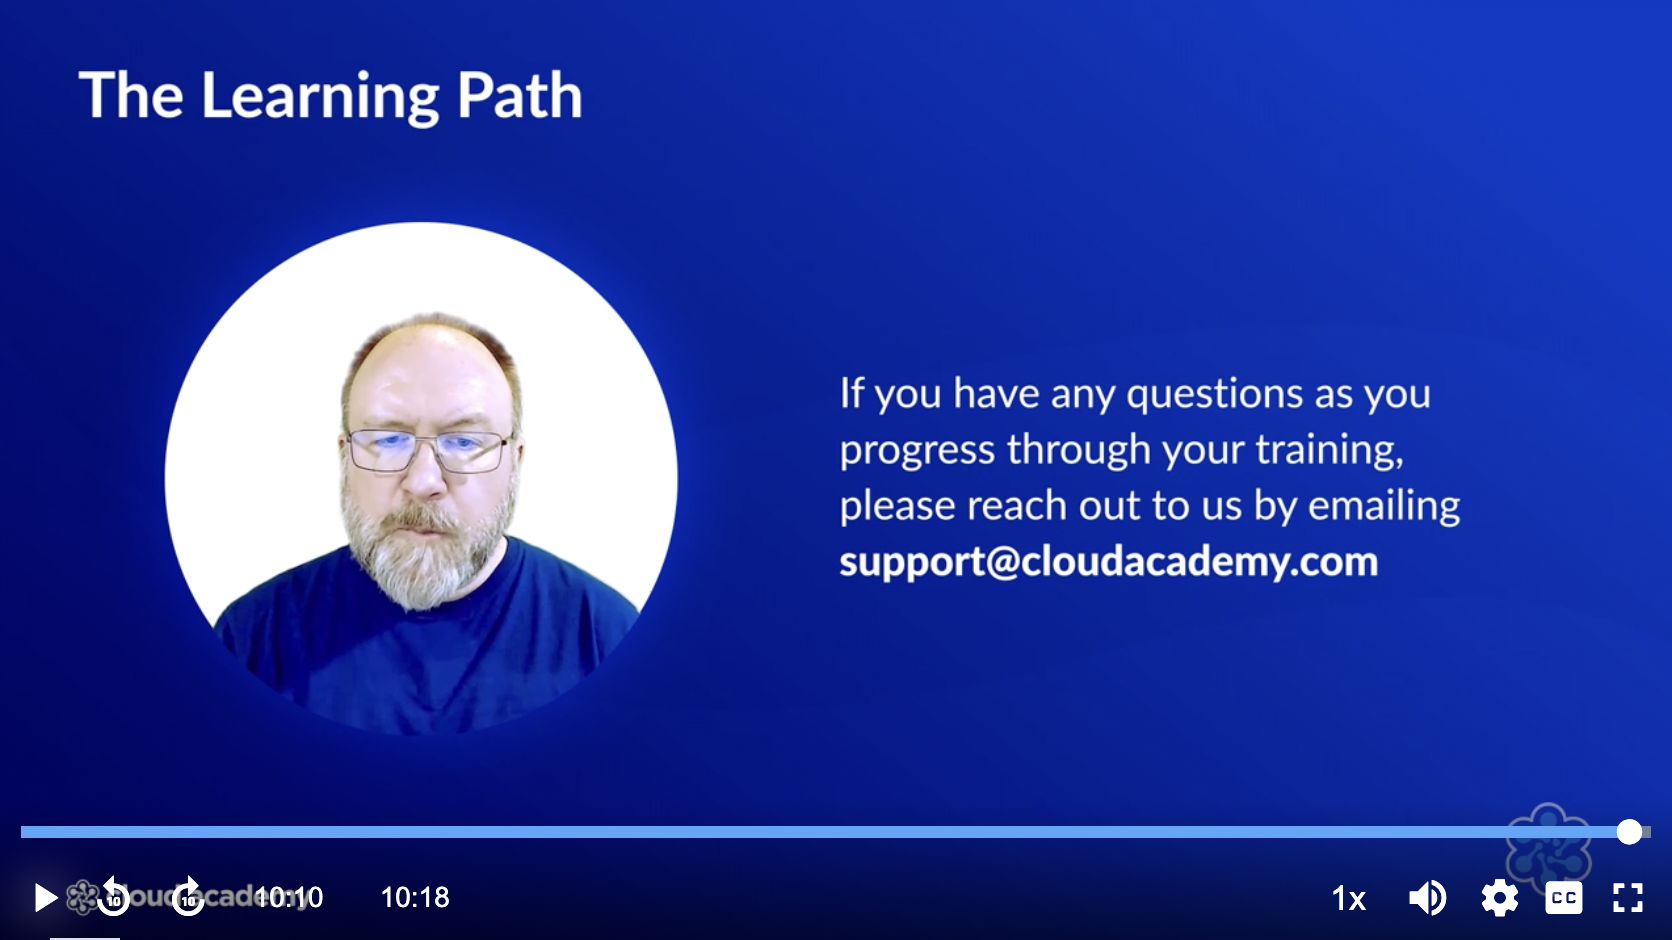 The Learning Path
If you have any questions as you
progress through your training,
please reach out to us by emailing
support@cloudacademy.com
10
cloudacademy
10
10:10
10:18
1x
CC